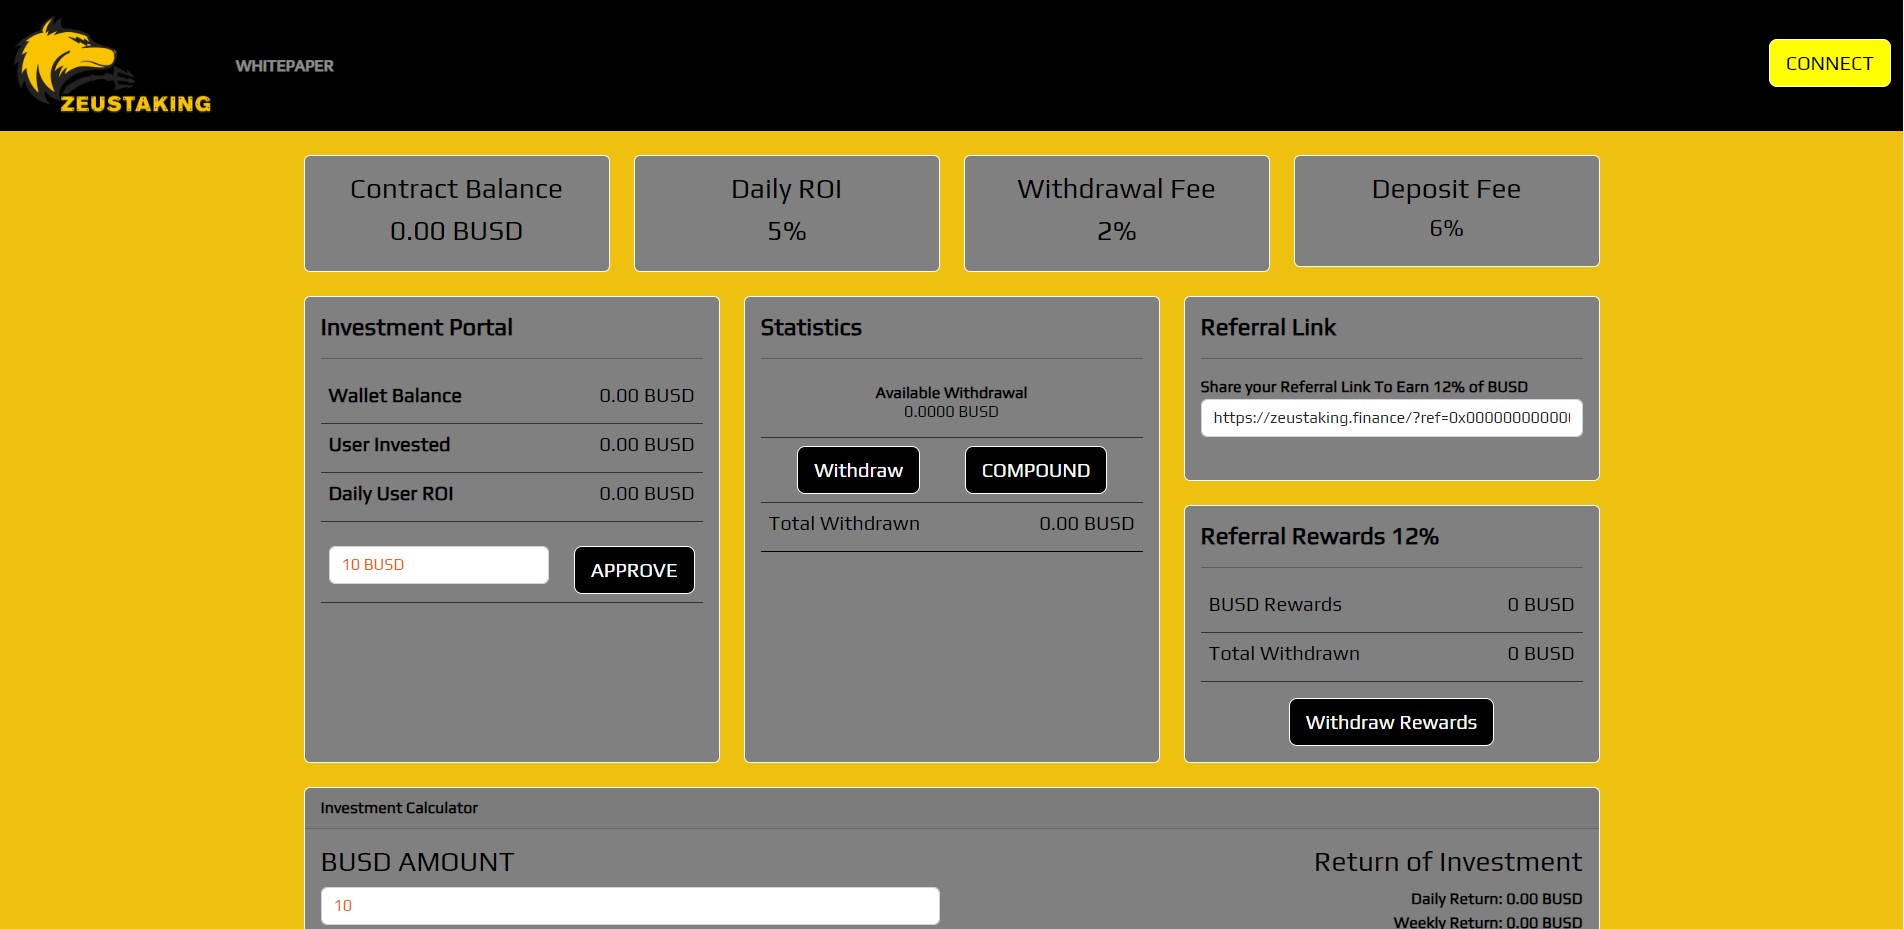 ZEUSTAKING
WHITEPAPER
CONNECT
Contract Balance
0.00 BUSD
Daily ROI
5%
Withdrawal Fee
2%
Deposit Fee
6%
Investment Portal
Wallet Balance 0.00 BUSD
User Invested 0.00 BUSD
Daily User ROI 0.00 BUSD
10 BUSD APPROVE
Statistics
Available Withdrawal
0.0000 BUSD
Withdraw COMPOUND
Total Withdrawn 0.00 BUSD
Referral Link
Share your Referral Link To Earn 12% of BUSD
https://zeustaking.finance/?ref=0x000000000000
Referral Rewards 12%
BUSD Rewards 0 BUSD
Total Withdrawn 0 BUSD
Withdraw Rewards
Investment Calculator
BUSD AMOUNT
10
Return of Investment
Daily Return: 0.00 BUSD
Weekly Return: 0.00 BUSD